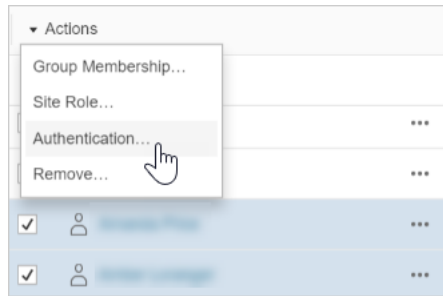 Actions
Group Membership...
Site Role...
Authentication...
Remove...